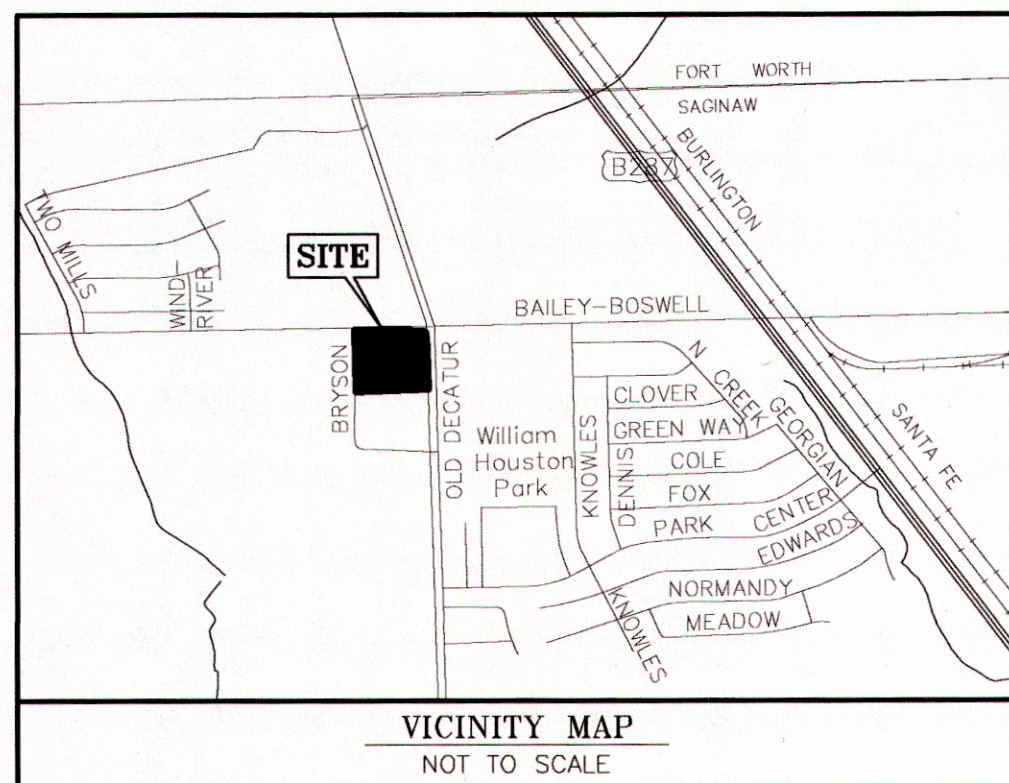 FORT WORTH
SAGINAW
B287
BURLINGTON
TWO MILLS
SITE
WIND
RIVER
BAILEY-BOSWELL
BRYSON
OLD DECATUR
N CREEK
CLOVER
GEORGIAN
GREEN WAY
SANTA FE
William
Houston
Park
KNOWLES
DENNIS
COLE
FOX
PARK CENTER
EDWARDS
NORMANDY
KNOWLES
MEADOW
VICINITY MAP
NOT TO SCALE